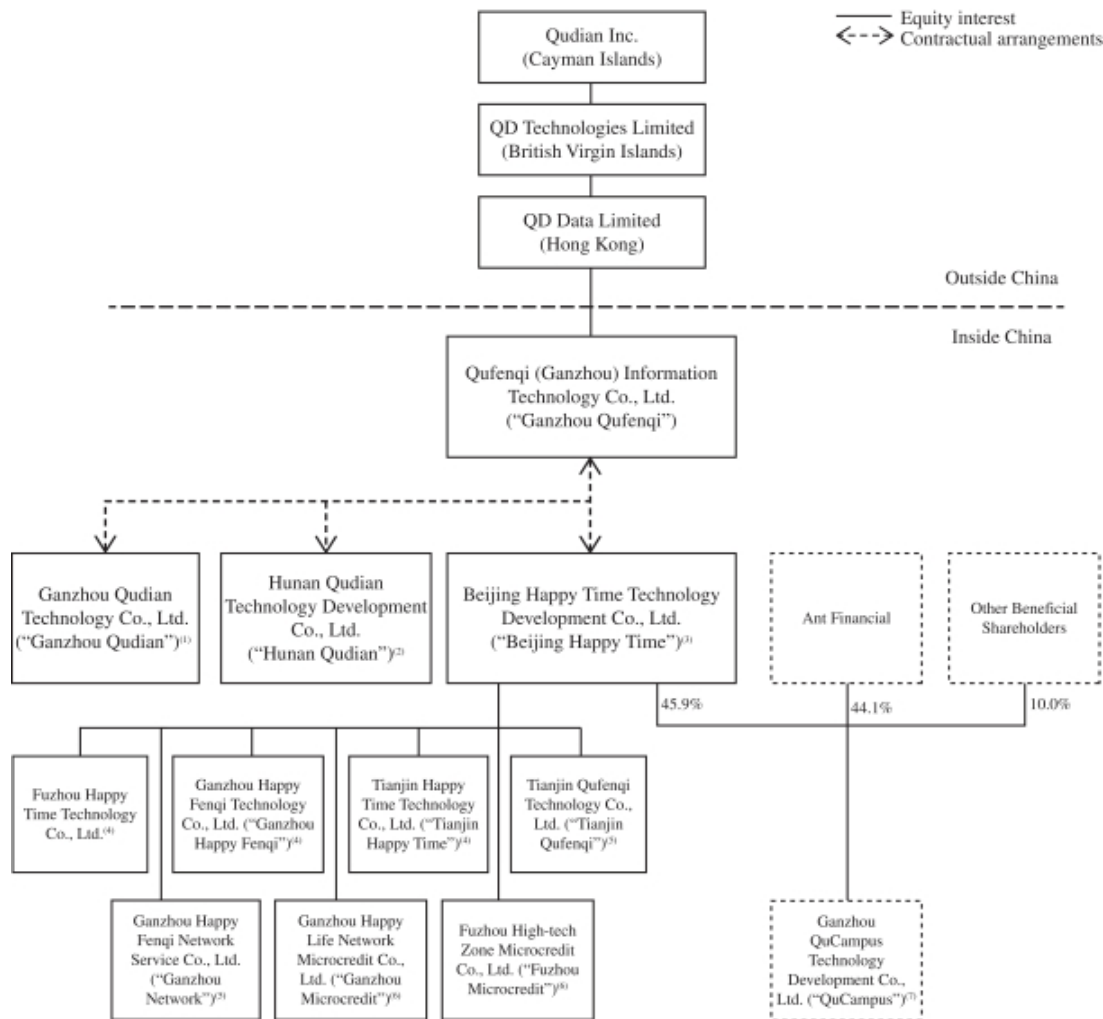 Equity interest
Contractual arrangements
Qudian Inc.
(Cayman Islands)
QD Technologies Limited
(British Virgin Islands)
QD Data Limited
(Hong Kong)
Outside China
Inside China
Qufenqi (Ganzhou) Information
Technology Co., Ltd.
(“Ganzhou Qufenqi”)
Ganzhou Qudian
Technology Co., Ltd.
(“Ganzhou Qudian”)(1)
Hunan Qudian
Technology Development
Co., Ltd.
(“Hunan Qudian”)(2)
Beijing Happy Time Technology
Development Co., Ltd.
(“Beijing Happy Time”)(3)
Ant Financial
Other Beneficial
Shareholders
45.9%
44.1%
10.0%
Fuzhou Happy
Time Technology
Co., Ltd.(4)
Ganzhou Happy
Fenqi Technology
Co., Ltd. (“Ganzhou
Happy Fenqi”)(4)
Tianjin Happy
Time Technology
Co., Ltd. (“Tianjin
Happy Time”)(4)
Tianjin Qufenqi
Technology Co.,
Ltd. (“Tianjin
Qufenqi”)(5)
Ganzhou Happy
Fenqi Network
Service Co., Ltd.
(“Ganzhou
Network”)(5)
Ganzhou Happy
Life Network
Microcredit Co.,
Ltd. (“Ganzhou
Microcredit”)(6)
Fuzhou High-tech
Zone Microcredit
Co., Ltd. (“Fuzhou
Microcredit”)(6)
Ganzhou
QuCampus
Technology
Development Co.,
Ltd. (“QuCampus”)(7)